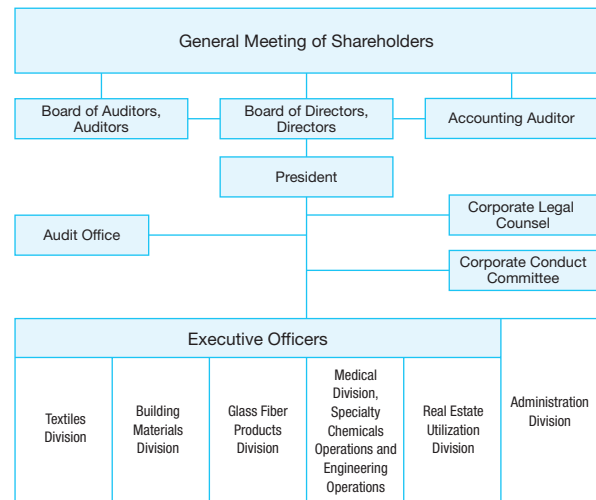 General Meeting of Shareholders
Board of Auditors,
Auditors
Board of Directors,
Directors
Accounting Auditor
President
Corporate Legal
Counsel
Audit Office
Corporate Conduct
Committee
Executive Officers
Textiles
Division
Building
Materials
Division
Glass Fiber
Products
Division
Medical
Division,
Specialty
Chemicals
Operations and
Engineering
Operations
Real Estate
Utilization
Division
Administration
Division